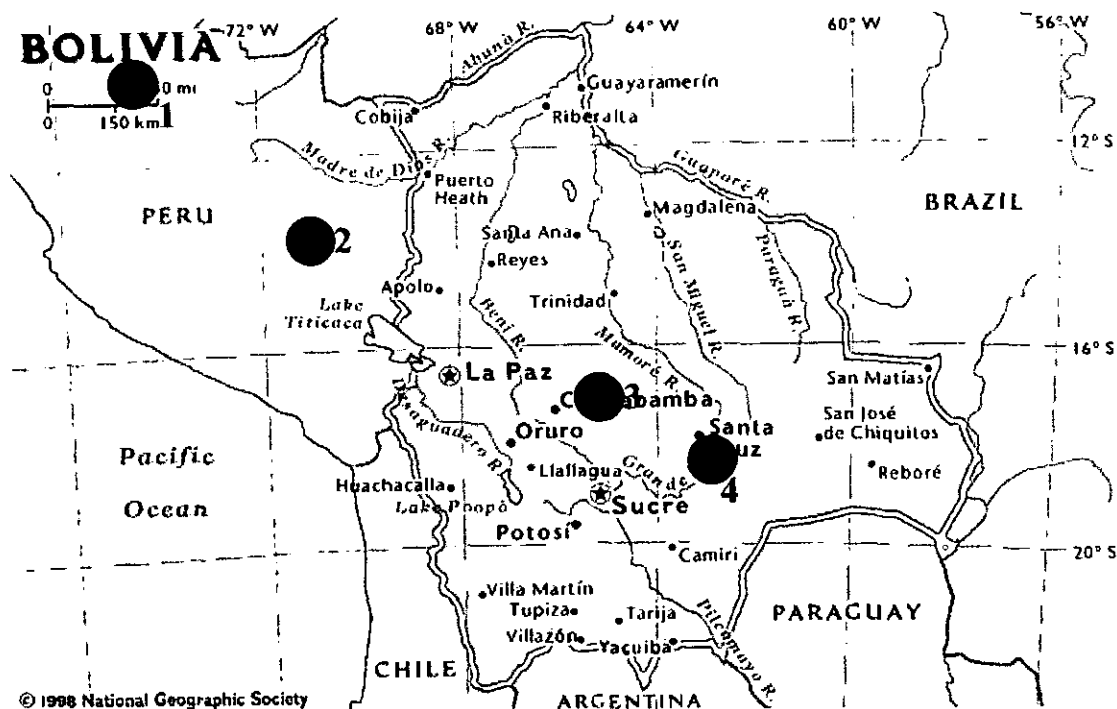 BOLIVIA
72° W
68° W
64° W
60° W
56° W
0
0 mi
1
0
150 km
Abuná R.
Guayaramerín
Cobija
Riberalta
12° S
Madre de Dios R.
Guaporé R.
Puerto
Heath
PERU
BRAZIL
Magdalena
2
Santa Ana
Reyes
Paraguá R.
San Miguel R.
Apolo
Trinidad
Lake
Titicaca
Beni R.
Mamoré R.
16° S
La Paz
San Matías
3
Desaguadero R.
San José
de Chiquitos
Santa
Oruro
Pacific
Ocean
Llallagua
Grande
4
Reboré
Huachacalla
Lake Poopó
Sucre
Potosí
Camiri
20° S
Villa Martín
Tupiza
Tarija
Villazón
Yacuiba
Pilcomayo R.
PARAGUAY
CHILE
ARGENTINA
© 1998 National Geographic Society